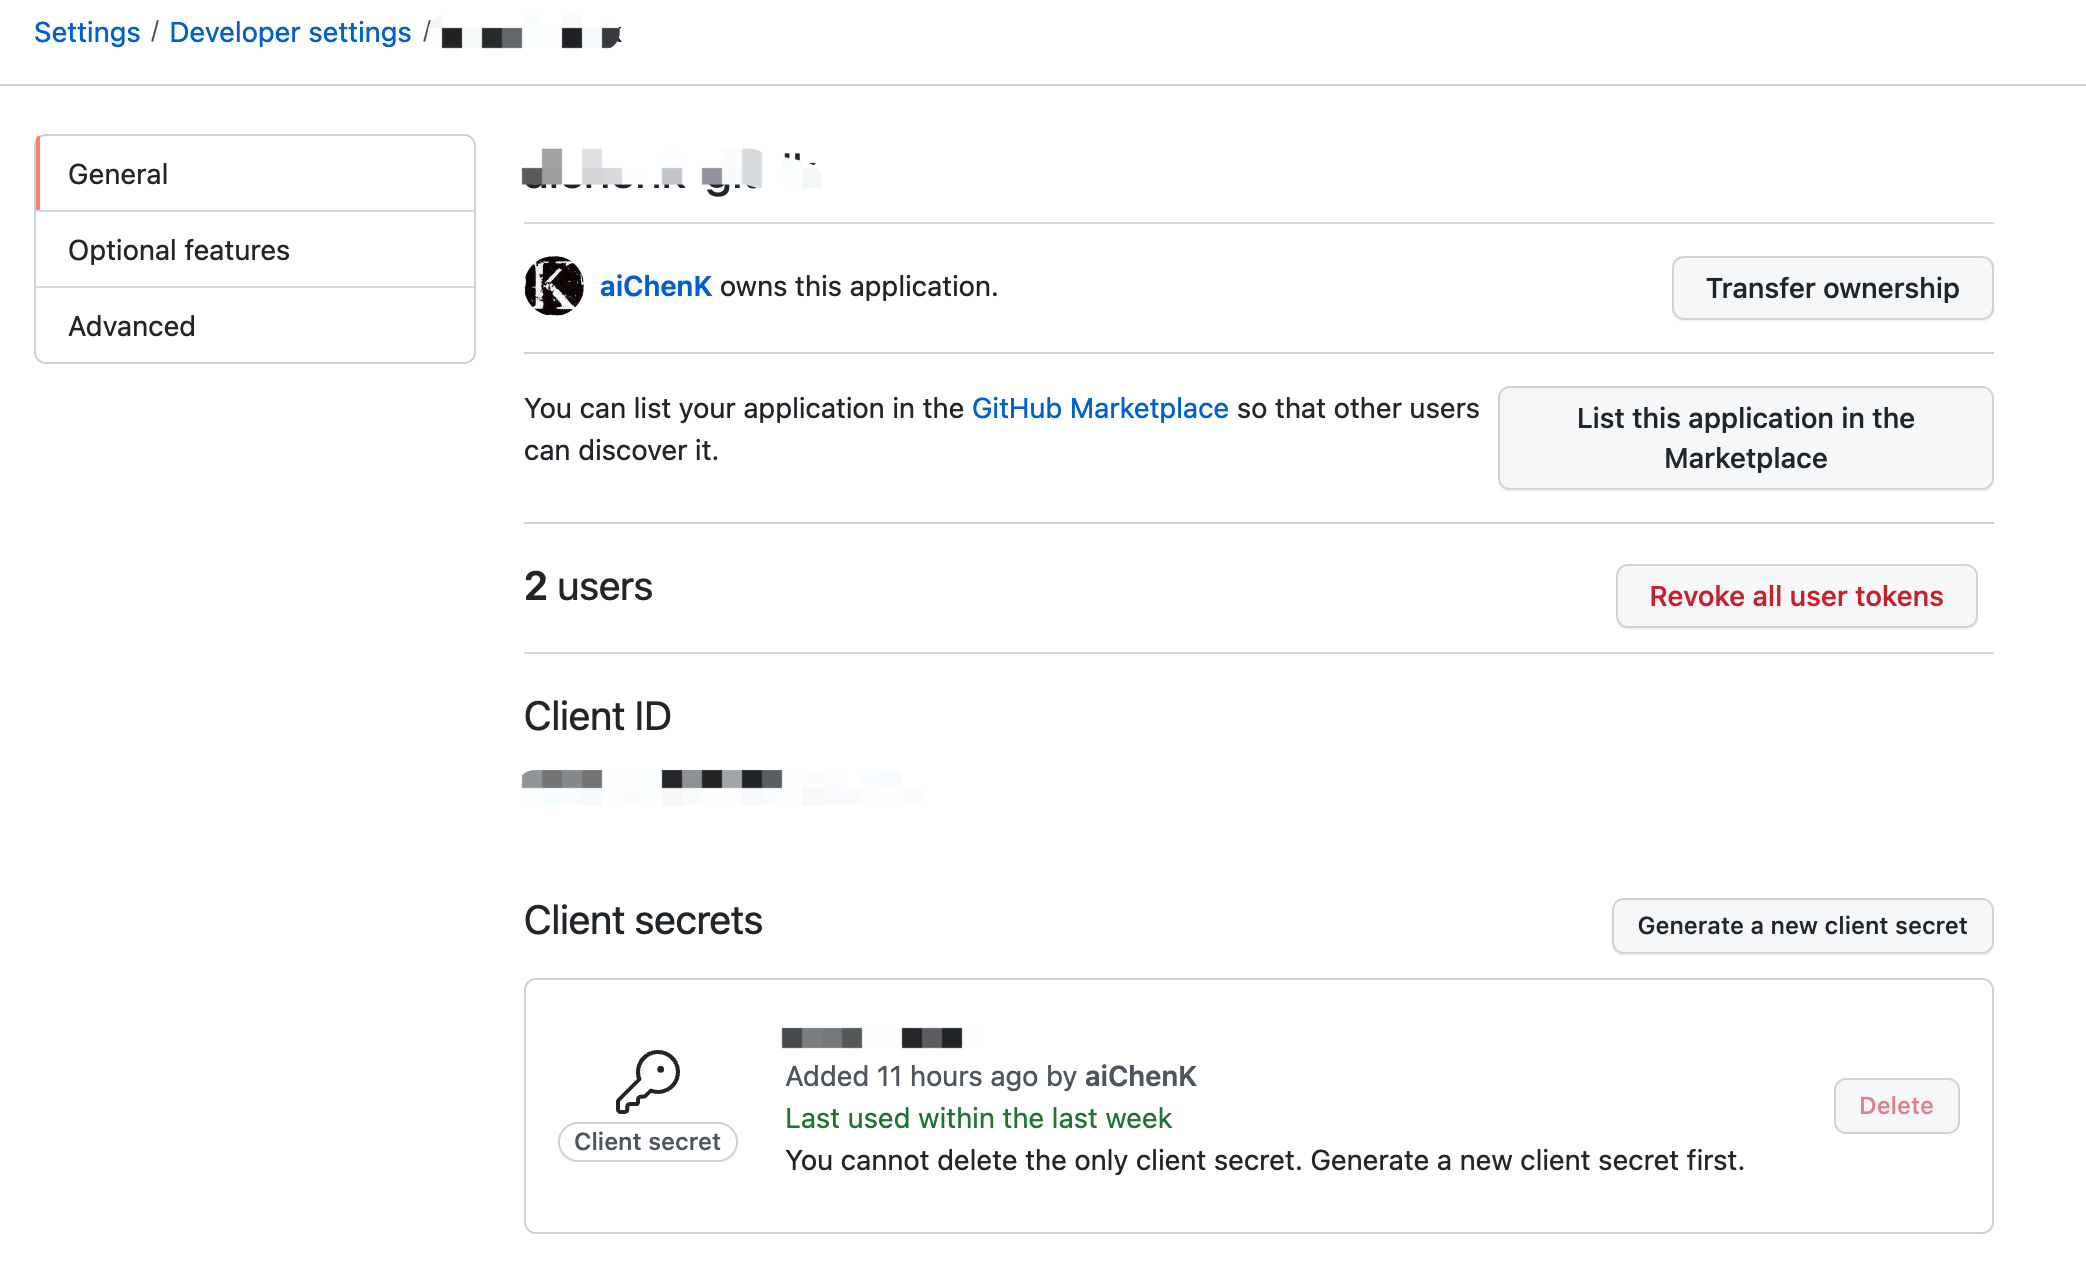 Settings / Developer settings /
General
Optional features
Advanced
aiChenK owns this application.
Transfer ownership
You can list your application in the GitHub Marketplace so that other users
can discover it.
List this application in the
Marketplace
2 users
Revoke all user tokens
Client ID
Client secrets
Generate a new client secret
Client secret
Added 11 hours ago by aiChenK
Last used within the last week
You cannot delete the only client secret. Generate a new client secret first.
Delete